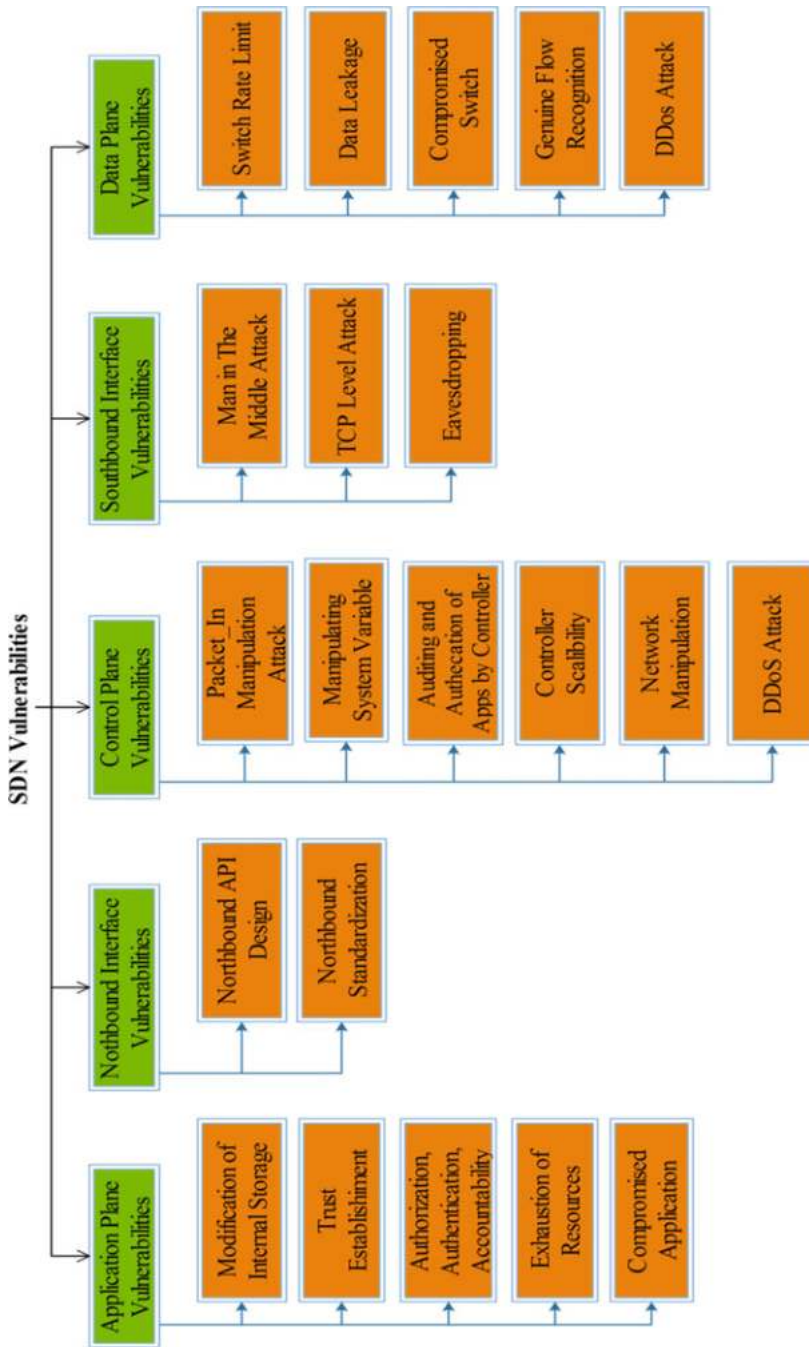 SDN Vulnerabilities
Application Plane
Vulnerabilities
Modification of
Internal Storage
Trust
Establishment
Authorization,
Authentication,
Accountability
Exhaustion of
Resources
Compromised
Application
Nothbound Interface
Vulnerabilities
Northbound API
Design
Northbound
Standardization
Control Plane
Vulnerabilities
Packet_In
Manipulation
Attack
Manipulating
System Variable
Auditing and
Authecation of
Apps by Controller
Controller
Scalibility
Network
Manipulation
DDoS Attack
Southbound Interface
Vulnerabilities
Man in The
Middle Attack
TCP Level Attack
Eavesdropping
Data Plane
Vulnerabilities
Switch Rate Limit
Data Leakage
Compromised
Switch
Genuine Flow
Recognition
DDos Attack